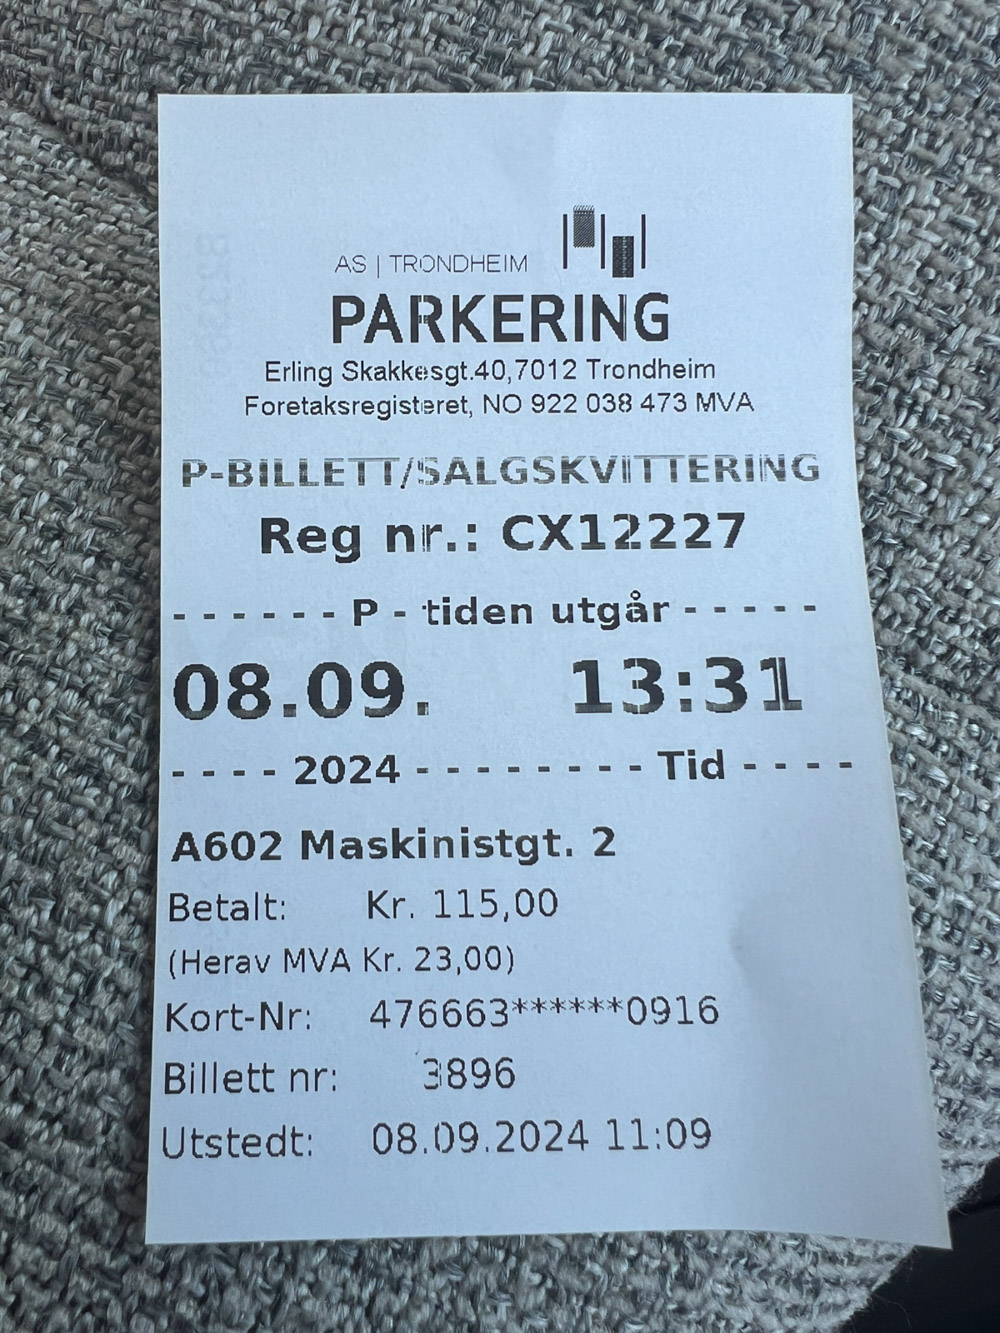 AS | TRONDHEIM
PARKERING
Erling Skakkesgt.40,7012 Trondheim
Foretaksregisteret, NO 922 038 473 MVA
P-BILLETT/SALGSKVITTERING
Reg nr.: CX12227
- - - - - - P - tiden utgår - - - - -
08.09. 13:31
- - - - 2024 - - - - - - - - Tid - - - -
A602 Maskinistgt. 2
Betalt: Kr. 115,00
(Herav MVA Kr. 23,00)
Kort-Nr: 476663******0916
Billett nr: 3896
Utstedt: 08.09.2024 11:09